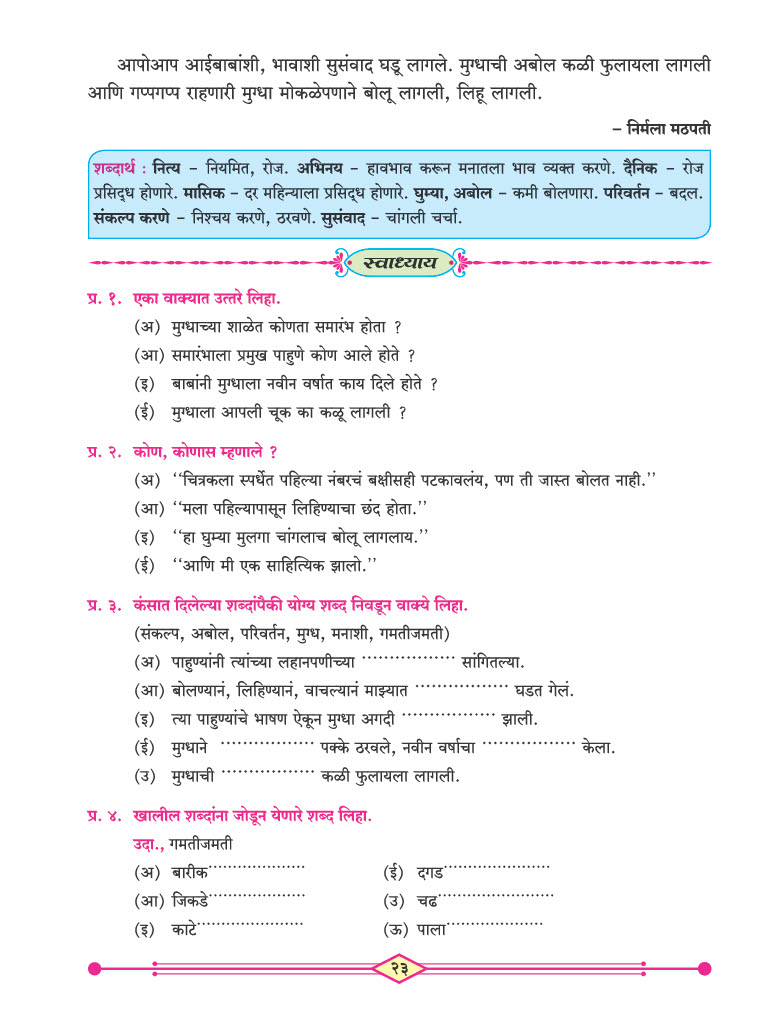 आपोआप आईबाबांशी, भावाशी सुसंवाद घडू लागले. मुग्धाची अबोल कळी फुलायला लागली
आणि गप्पगप्प राहणारी मुग्धा मोकळेपणाने बोलू लागली, लिहू लागली.
– निर्मला मठपती
शब्दार्थ : नित्य – नियमित, रोज. अभिनय – हावभाव करून मनातला भाव व्यक्त करणे. दैनिक – रोज
प्रसिद्ध होणारे. मासिक – दर महिन्याला प्रसिद्ध होणारे. घुम्या, अबोल – कमी बोलणारा. परिवर्तन – बदल.
संकल्प करणे – निश्चय करणे, ठरवणे. सुसंवाद – चांगली चर्चा.
स्वाध्याय
प्र. १. एका वाक्यात उत्तरे लिहा.
(अ) मुग्धाच्या शाळेत कोणता समारंभ होता ?
(आ) समारंभाला प्रमुख पाहुणे कोण आले होते ?
(इ) बाबांनी मुग्धाला नवीन वर्षात काय दिले होते ?
(ई) मुग्धाला आपली चूक का कळू लागली ?
प्र. २. कोण, कोणास म्हणाले ?
(अ) ‘‘चित्रकला स्पर्धेत पहिल्या नंबरचं बक्षीसही पटकावलंय, पण ती जास्त बोलत नाही.’’
(आ) ‘‘मला पहिल्यापासून लिहिण्याचा छंद होता.’’
(इ) ‘‘हा घुम्या मुलगा चांगलाच बोलू लागलाय.’’
(ई) ‘‘आणि मी एक साहित्यिक झालो.’’
प्र. ३. कंसात दिलेल्या शब्दांपैकी योग्य शब्द निवडून वाक्ये लिहा.
(संकल्प, अबोल, परिवर्तन, मुग्ध, मनाशी, गमतीजमती)
(अ) पाहुण्यांनी त्यांच्या लहानपणीच्या ................. सांगितल्या.
(आ) बोलण्यानं, लिहिण्यानं, वाचल्यानं माझ्यात ................. घडत गेलं.
(इ) त्या पाहुण्यांचे भाषण ऐकून मुग्धा अगदी ................. झाली.
(ई) मुग्धाने ................. पक्के ठरवले, नवीन वर्षाचा ................. केला.
(उ) मुग्धाची ................. कळी फुलायला लागली.
प्र. ४. खालील शब्दांना जोडून येणारे शब्द लिहा.
उदा., गमतीजमती
(अ) बारीक.................... (ई) दगड....................
(आ) जिकडे.................... (उ) चढ....................
(इ) काटे.................... (ऊ) पाला....................
२३